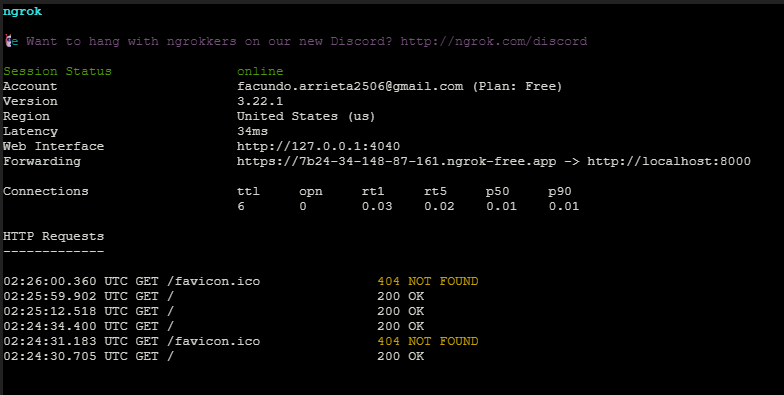 ngrok
Want to hang with ngrokkers on our new Discord? http://ngrok.com/discord
Session Status online
Account facundo.arrieta2506@gmail.com (Plan: Free)
Version 3.22.1
Region United States (us)
Latency 34ms
Web Interface http://127.0.0.1:4040
Forwarding https://7b24-34-148-87-161.ngrok-free.app -> http://localhost:8000
Connections ttl opn rt1 rt5 p50 p90
6 0 0.03 0.02 0.01 0.01
HTTP Requests
-------------
02:26:00.360 UTC GET /favicon.ico 404 NOT FOUND
02:25:59.902 UTC GET / 200 OK
02:25:12.518 UTC GET / 200 OK
02:24:34.400 UTC GET / 200 OK
02:24:31.183 UTC GET /favicon.ico 404 NOT FOUND
02:24:30.705 UTC GET / 200 OK